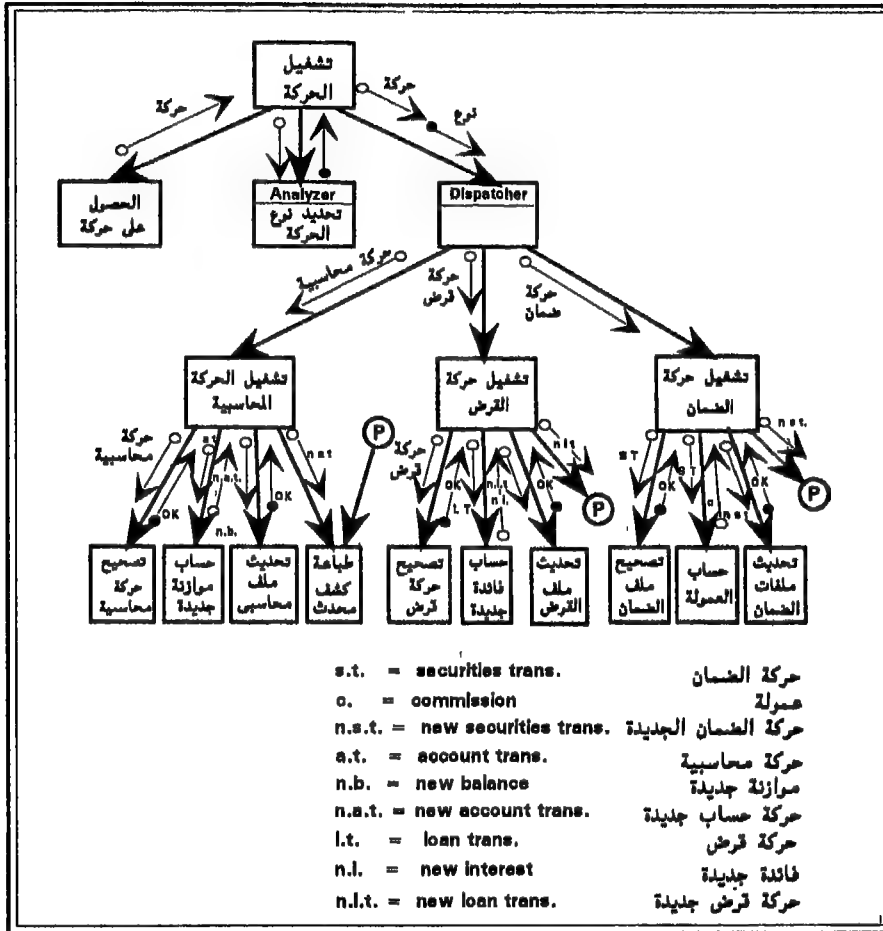 تشغيل
الحركة
حركة
حركة
نوع
الحصول
على حركة
Analyzer
تحديد نوع
الحركة
Dispatcher
حركة محاسبية
حركة
قرض
حركة
ضمان
تشغيل الحركة
المحاسبية
تشغيل حركة
القرض
تشغيل حركة
الضمان
حركة
محاسبية
OK
a t
n.a.t.
n.b.
OK
n s t
P
حركة
قرض
OK
l. T
n.l.t
n l.
OK
n l t
P
s T
OK
s T
c
n s t
OK
n s t.
P
تصحيح
حركة
محاسبية
حساب
موازنة
جديدة
تحديث
ملف
محاسبى
طباعة
كشف
محدث
تصحيح
حركة
قرض
حساب
فائدة
جديدة
تحديث
ملف
القرض
تصحيح
ملف
الضمان
حساب
العمولة
تحديث
ملفات
الضمان
s.t. = securities trans. حركة الضمان
c. = commission عمولة
n.s.t. = new securities trans. حركة الضمان الجديدة
a.t. = account trans. حركة محاسبية
n.b. = new balance موازنة جديدة
n.a.t. = new account trans. حركة حساب جديدة
l.t. = loan trans. حركة قرض
n.l. = new interest فائدة جديدة
n.l.t. = new loan trans. حركة قرض جديدة